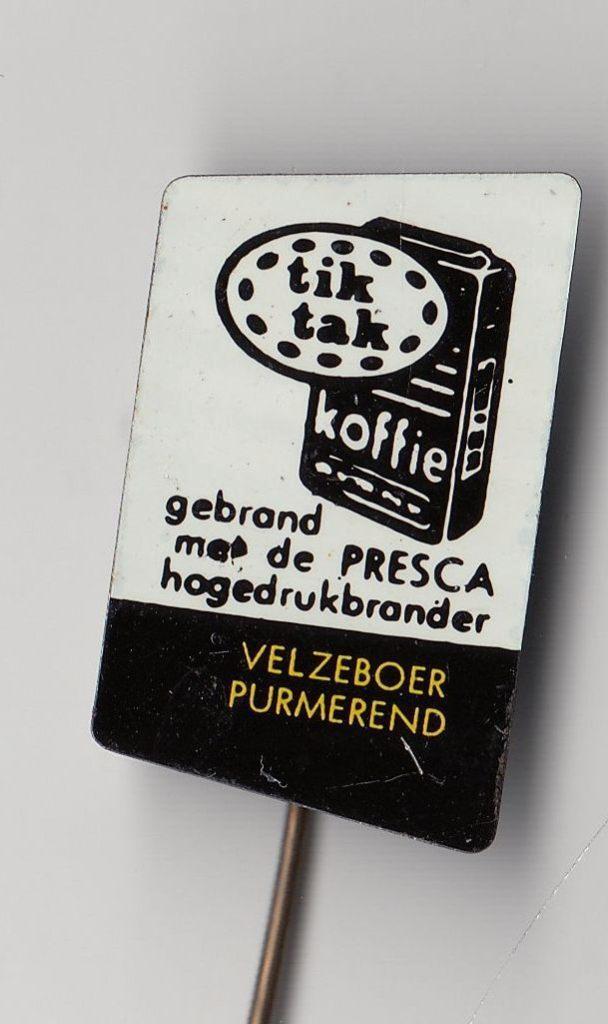 tik
tak
koffie
gebrand
met de PRESCA
hogedrukbrander
VELZEBOER
PURMEREND